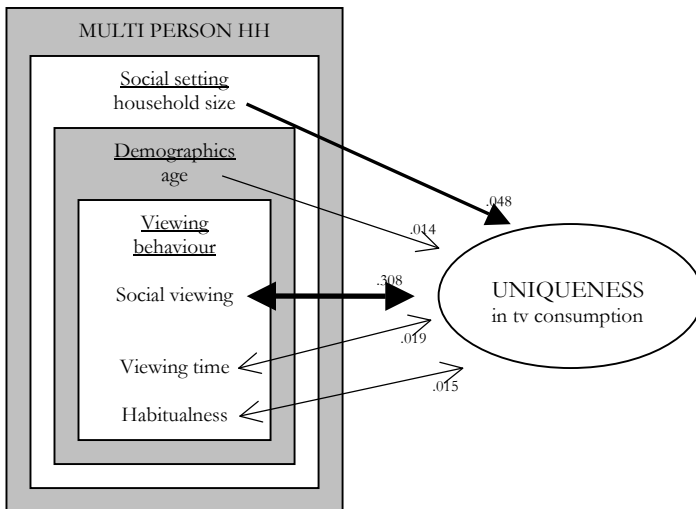 MULTI PERSON HH
Social setting
household size
Demographics
age
.048
.014
Viewing
behaviour
Social viewing
.308
UNIQUENESS
in tv consumption
Viewing time
.019
Habitualness
.015